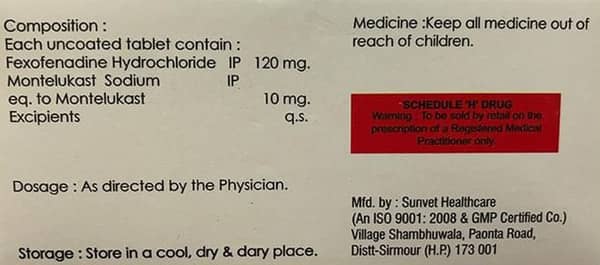 Composition :
Each uncoated tablet contain :
Fexofenadine Hydrochloride IP 120 mg.
Montelukast Sodium IP
eq. to Montelukast 10 mg.
Excipients q.s.
Dosage : As directed by the Physician.
Storage : Store in a cool, dry & dary place.
Medicine :Keep all medicine out of
reach of children.
SCHEDULE 'H' DRUG
Warning : To be sold by retail on the
prescription of a Registered Medical
Practitioner only.
Mfd. by : Sunvet Healthcare
(An ISO 9001: 2008 & GMP Certified Co.)
Village Shambhuwala, Paonta Road,
Distt-Sirmour (H.P.) 173 001